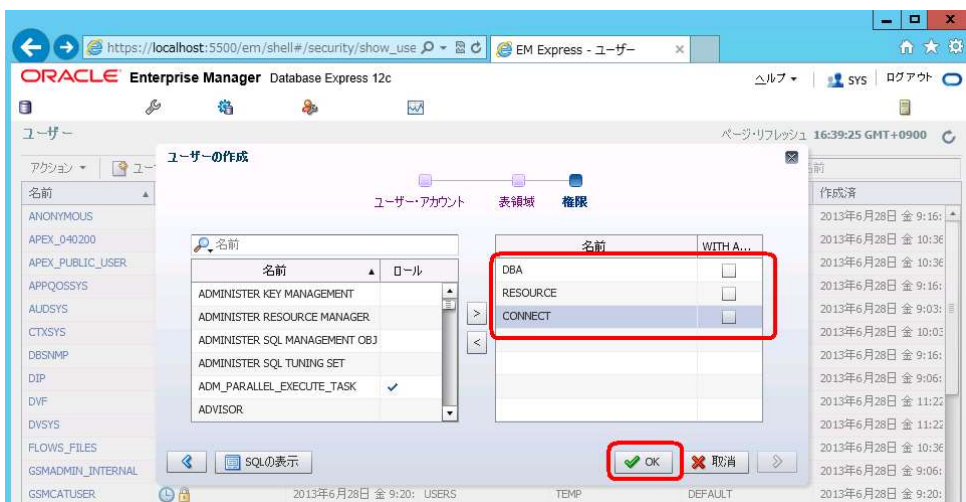 https://localhost:5500/em/shell#/security/show_use
EM Express - ユーザー
ORACLE Enterprise Manager Database Express 12c
ヘルプ SYS ログアウト
ユーザー
ページ・リフレッシュ 16:39:25 GMT+0900
アクション
名前
作成済
ANONYMOUS 2013年6月28日 金 9:16:
APEX_040200 2013年6月28日 金 10:36
APEX_PUBLIC_USER 2013年6月28日 金 10:36
APPQOSSYS 2013年6月28日 金 9:16:
AUDSYS 2013年6月28日 金 9:03:
CTXSYS 2013年6月28日 金 10:03
DBSNMP 2013年6月28日 金 9:16:
DIP 2013年6月28日 金 9:06:
DVF 2013年6月28日 金 11:22
DVSYS 2013年6月28日 金 11:22
FLOWS_FILES 2013年6月28日 金 10:36
GSMADMIN_INTERNAL 2013年6月28日 金 9:06:
GSMCATUSER 2013年6月28日 金 9:20: USERS TEMP DEFAULT 2013年6月28日 金 9:20:
ユーザーの作成
ユーザー・アカウント 表領域 権限
名前
名前 ロール
ADMINISTER KEY MANAGEMENT
ADMINISTER RESOURCE MANAGER
ADMINISTER SQL MANAGEMENT OBJ
ADMINISTER SQL TUNING SET
ADM_PARALLEL_EXECUTE_TASK
ADVISOR
>
<
名前 WITH A...
DBA
RESOURCE
CONNECT
SQLの表示
OK
取消